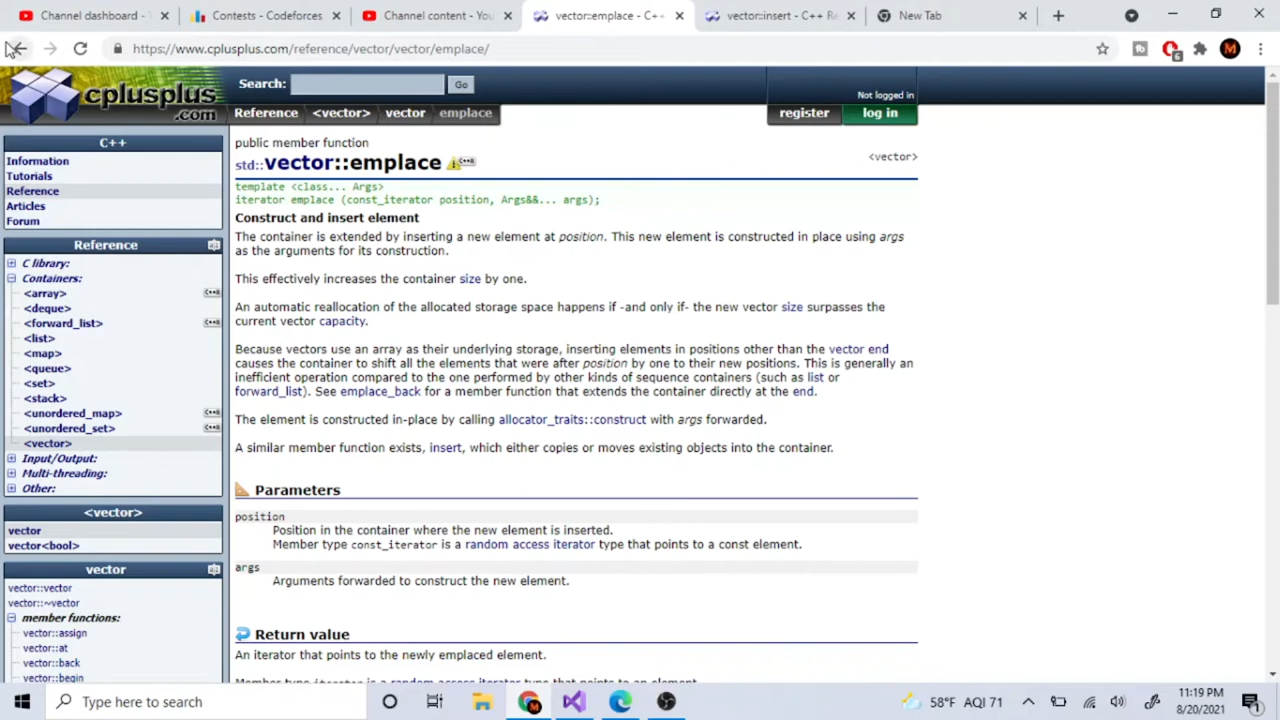 Channel dashboard -
Contests - Codeforces
Channel content - You
vector::emplace - C++
vector::insert - C++ Re
New Tab
https://www.cplusplus.com/reference/vector/vector/emplace/
M
6
cplusplus
.com
Search:
Go
Not logged in
Reference
<vector>
vector
emplace
register
log in
C++
Information
Tutorials
Reference
Articles
Forum
Reference
C library:
Containers:
<array>
<deque>
<forward_list>
<list>
<map>
<queue>
<set>
<stack>
<unordered_map>
<unordered_set>
<vector>
Input/Output:
Multi-threading:
Other:
<vector>
vector
vector<bool>
vector
vector::vector
vector::~vector
member functions:
vector::assign
vector::at
vector::back
vector::begin
public member function
<vector>
std::vector::emplace
template <class... Args>
iterator emplace (const_iterator position, Args&&... args);
Construct and insert element
The container is extended by inserting a new element at position. This new element is constructed in place using args
as the arguments for its construction.
This effectively increases the container size by one.
An automatic reallocation of the allocated storage space happens if -and only if- the new vector size surpasses the
current vector capacity.
Because vectors use an array as their underlying storage, inserting elements in positions other than the vector end
causes the container to shift all the elements that were after position by one to their new positions. This is generally an
inefficient operation compared to the one performed by other kinds of sequence containers (such as list or
forward_list). See emplace_back for a member function that extends the container directly at the end.
The element is constructed in-place by calling allocator_traits::construct with args forwarded.
A similar member function exists, insert, which either copies or moves existing objects into the container.
Parameters
position
Position in the container where the new element is inserted.
Member type const_iterator is a random access iterator type that points to a const element.
args
Arguments forwarded to construct the new element.
Return value
An iterator that points to the newly emplaced element.
Member type iterator is a random access iterator type that points to an element.
Type here to search
M
58°F AQI 71
11:19 PM
8/20/2021
1